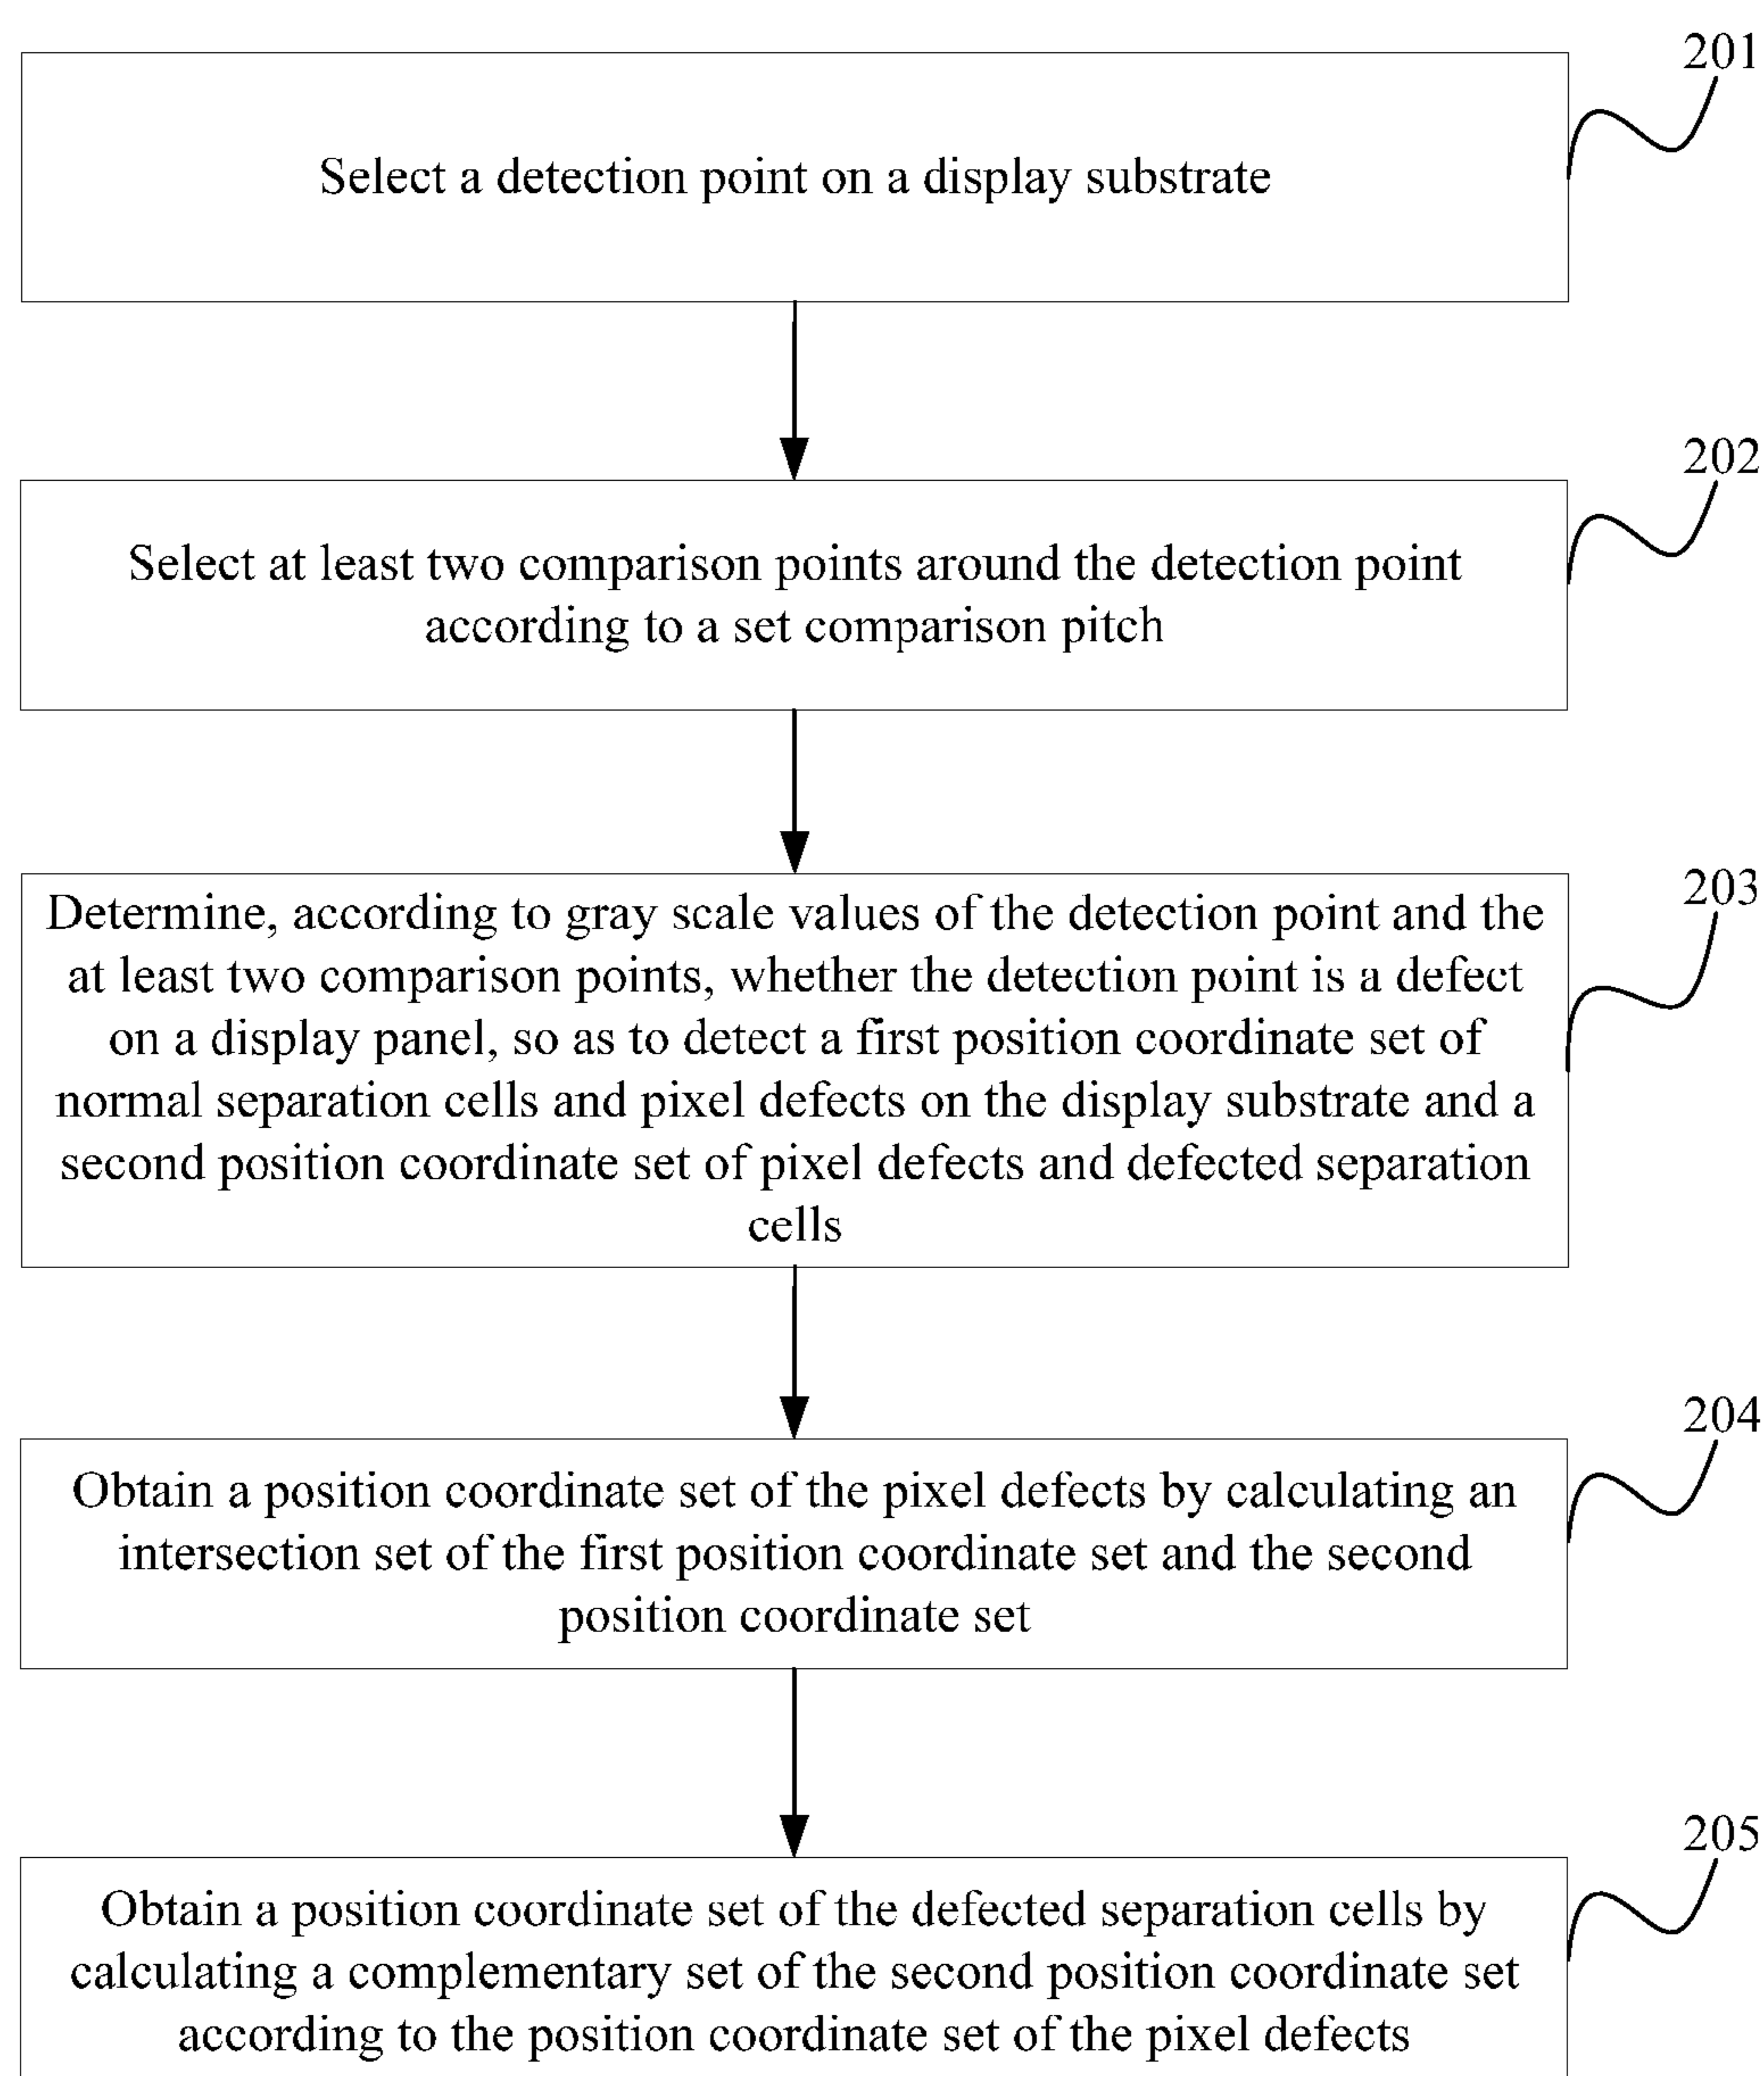 201
Select a detection point on a display substrate
202
Select at least two comparison points around the detection point
according to a set comparison pitch
203
Determine, according to gray scale values of the detection point and the
at least two comparison points, whether the detection point is a defect
on a display panel, so as to detect a first position coordinate set of
normal separation cells and pixel defects on the display substrate and a
second position coordinate set of pixel defects and defected separation
cells
204
Obtain a position coordinate set of the pixel defects by calculating an
intersection set of the first position coordinate set and the second
position coordinate set
205
Obtain a position coordinate set of the defected separation cells by
calculating a complementary set of the second position coordinate set
according to the position coordinate set of the pixel defects